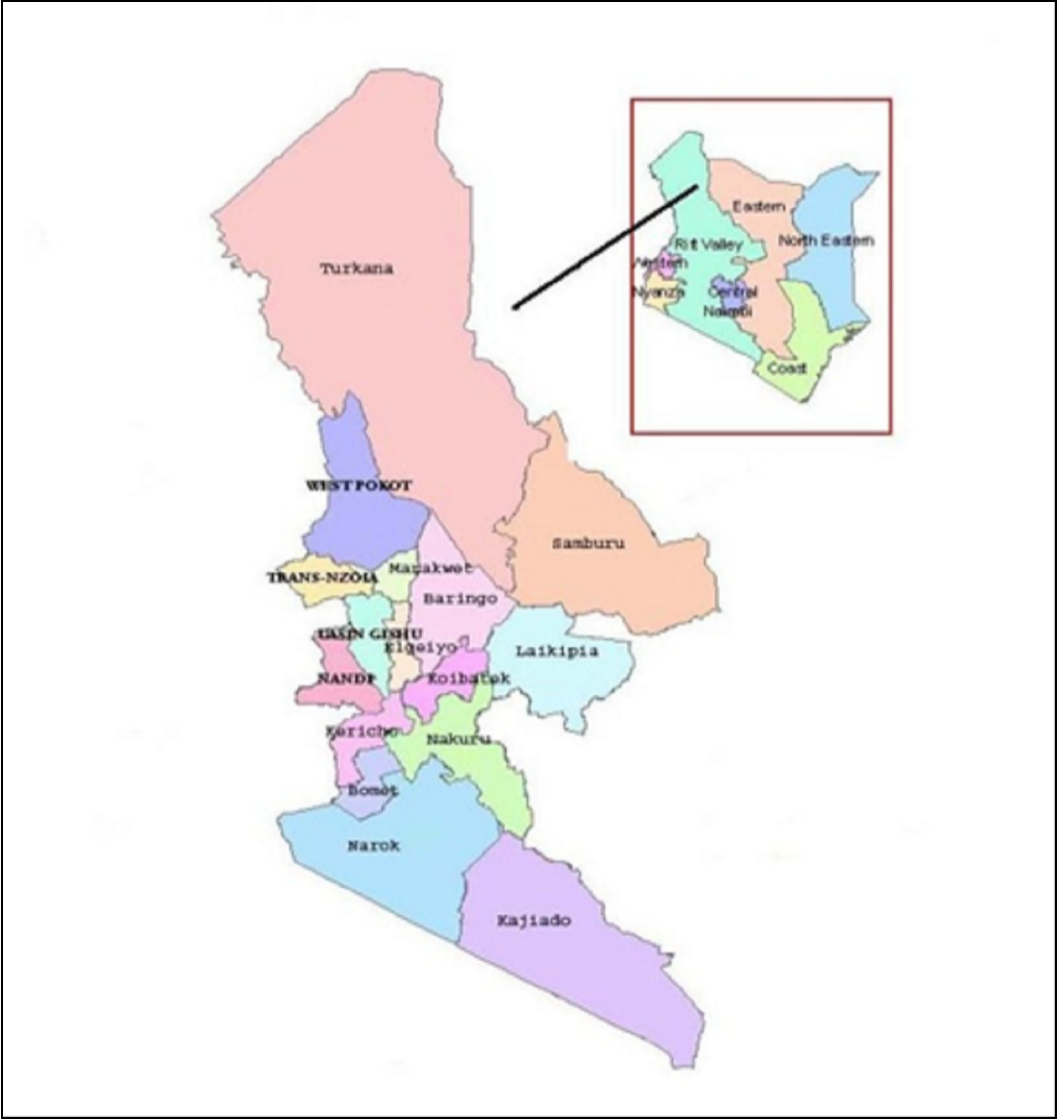 Eastern
North Eastern
Rift Valley
Western
Turkana
Nyanza
Central
Nairobi
Coast
WEST POKOT
Samburu
Marakwet
TRANS-NZOIA
Baringo
UASIN GISHU
Elgeiyo
Laikipia
NANDI
Koibatek
Kericho
Nakuru
Bomet
Narok
Kajiado